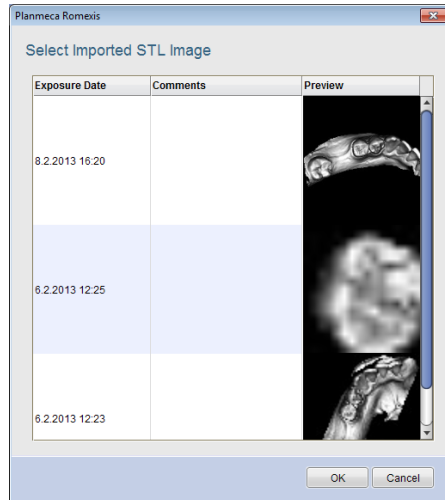 Planmeca Romexis
Select Imported STL Image
Exposure Date Comments Preview
8.2.2013 16:20
6.2.2013 12:25
6.2.2013 12:23
OK Cancel